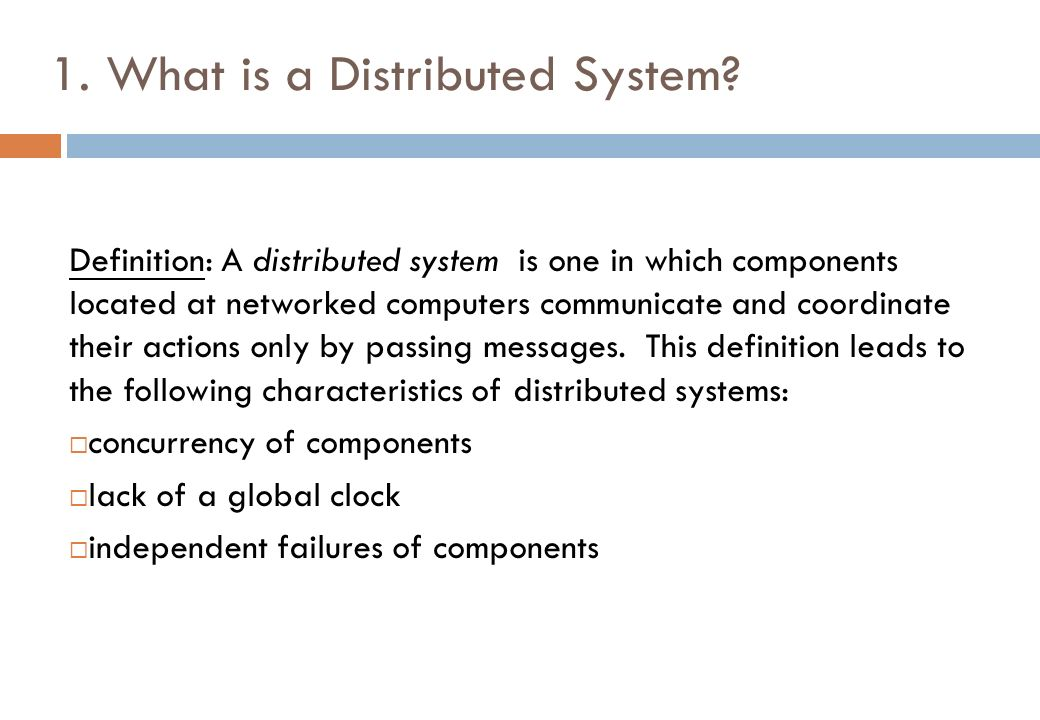 1. What is a Distributed System?
Definition: A distributed system is one in which components
located at networked computers communicate and coordinate
their actions only by passing messages. This definition leads to
the following characteristics of distributed systems:
concurrency of components
lack of a global clock
independent failures of components